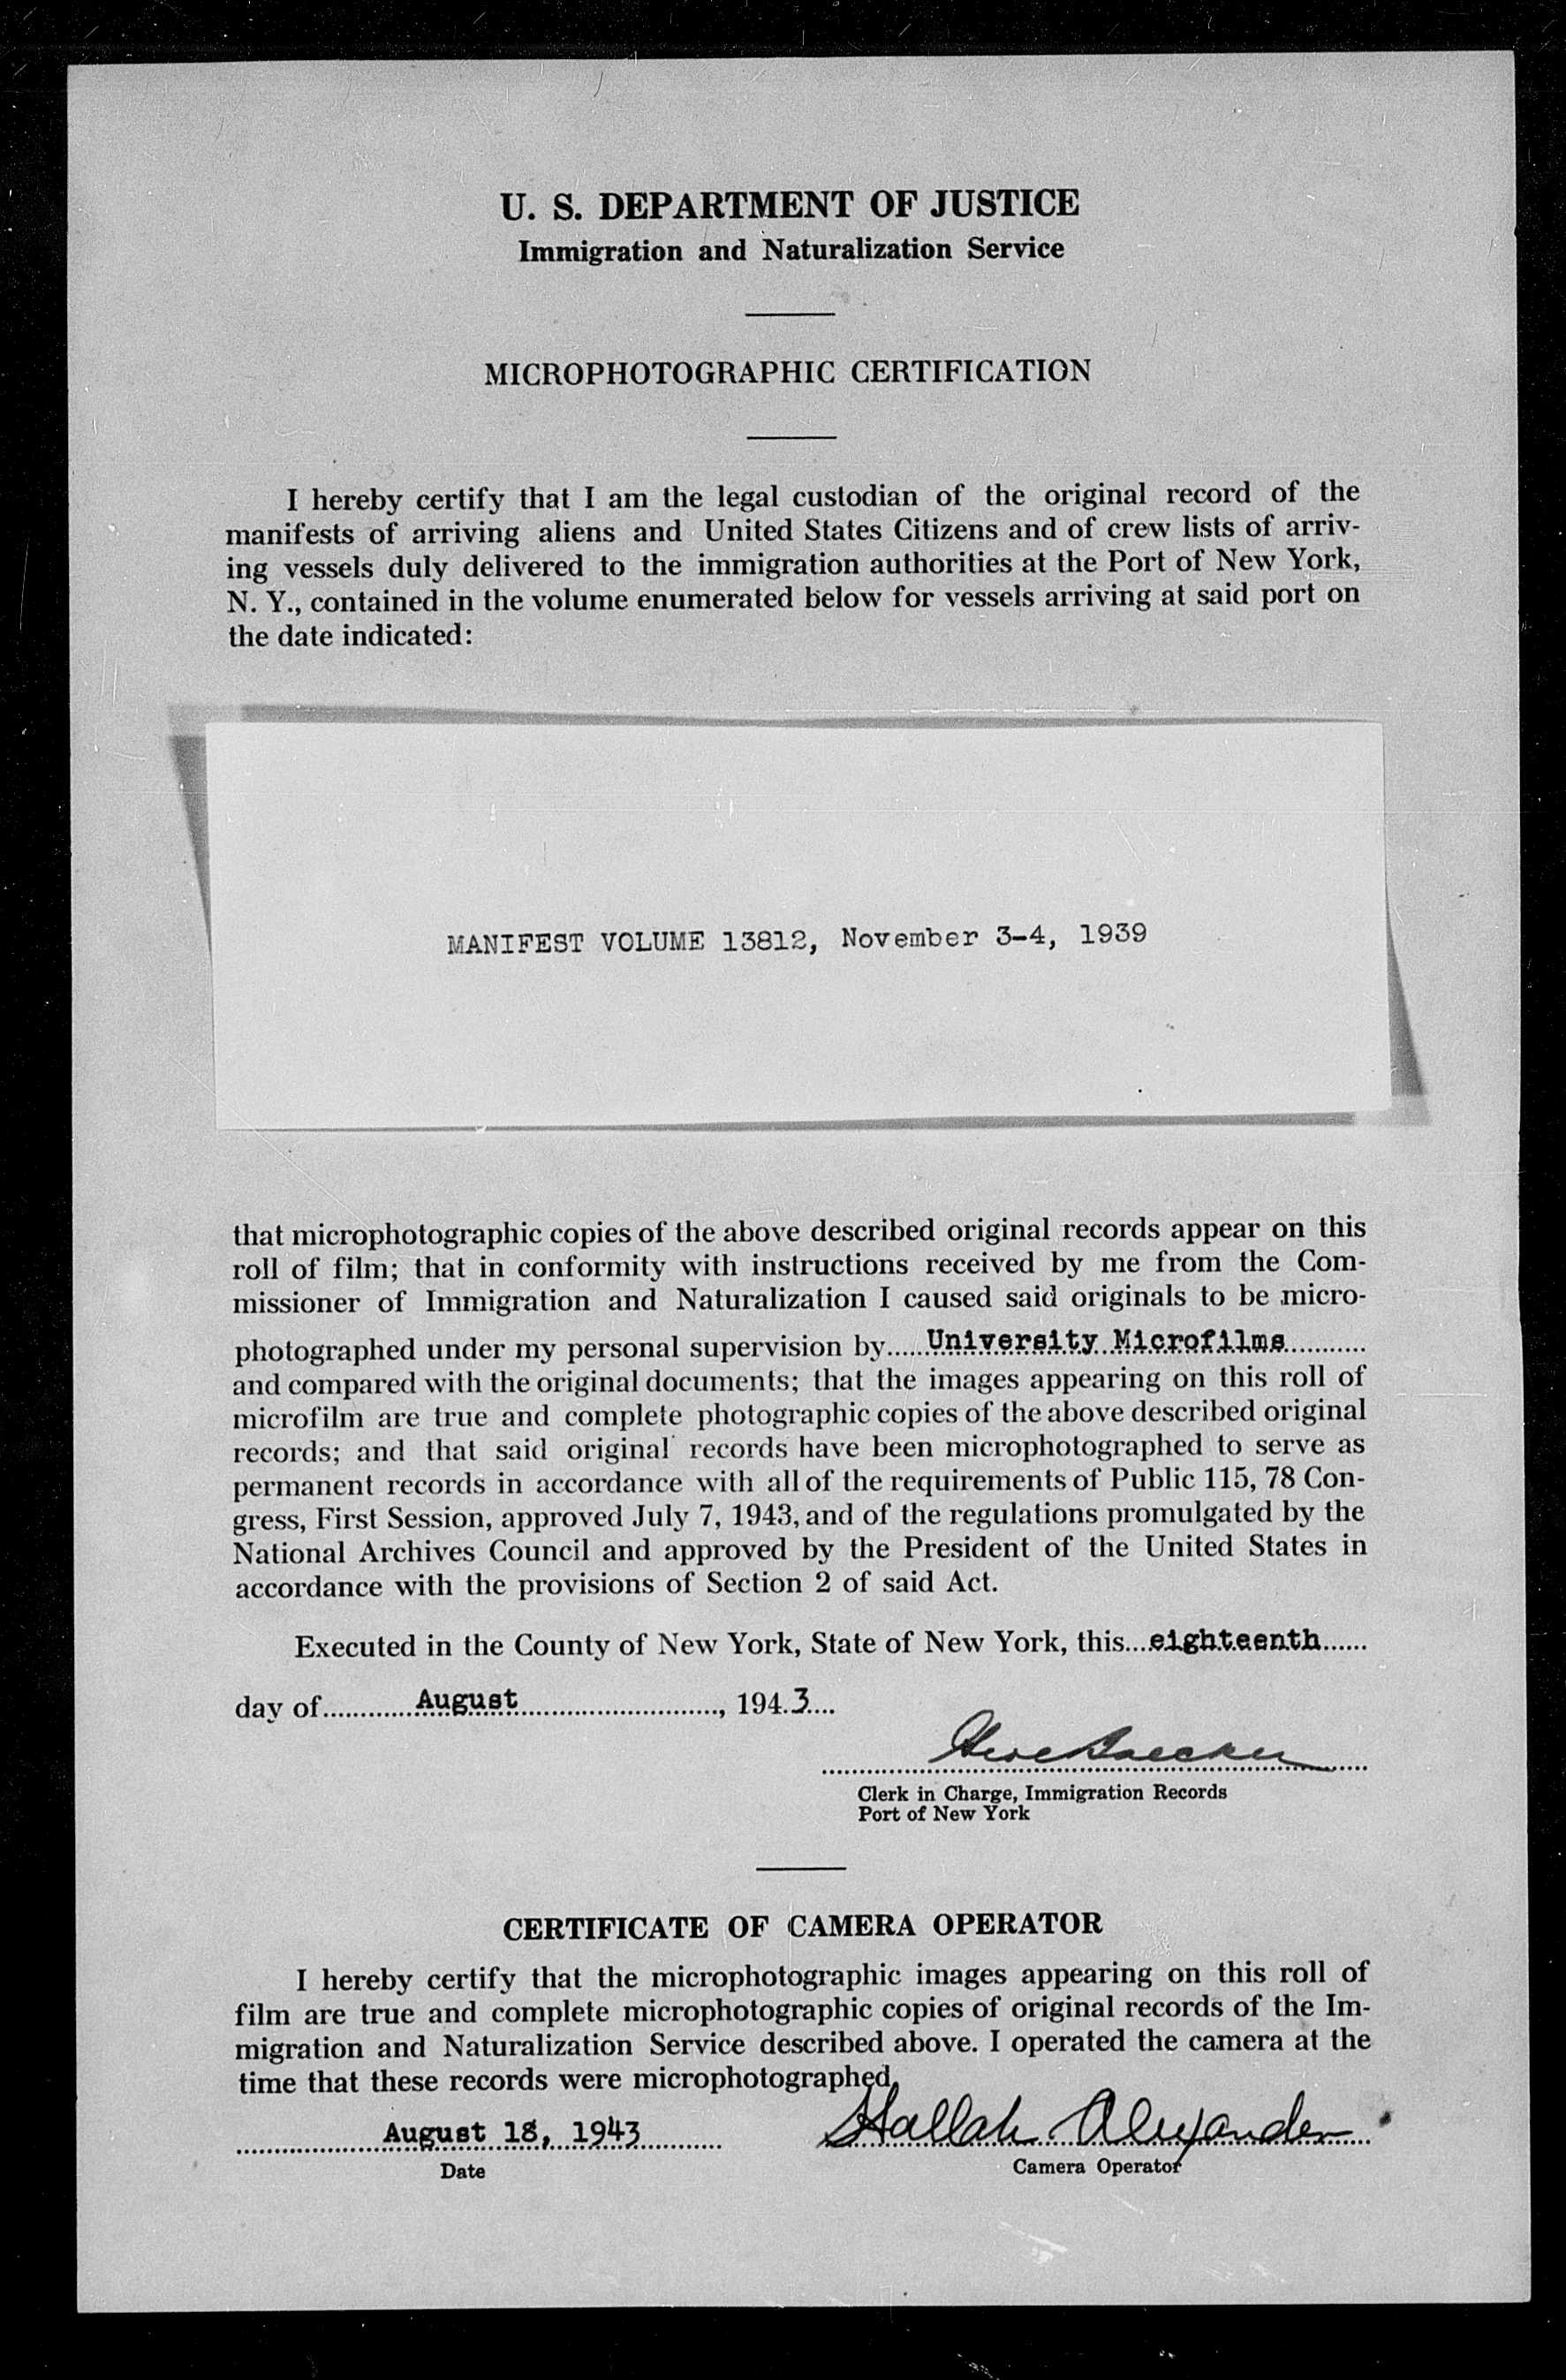 U. S. DEPARTMENT OF JUSTICE
Immigration and Naturalization Service
MICROPHOTOGRAPHIC CERTIFICATION
I hereby certify that I am the legal custodian of the original record of the
manifests of arriving aliens and United States Citizens and of crew lists of arriv-
ing vessels duly delivered to the immigration authorities at the Port of New York,
N. Y., contained in the volume enumerated below for vessels arriving at said port on
the date indicated:
MANIFEST VOLUME 13812, November 3-4, 1939
that microphotographic copies of the above described original records appear on this
roll of film; that in conformity with instructions received by me from the Com-
missioner of Immigration and Naturalization I caused said originals to be micro-
photographed under my personal supervision by University Microfilms
and compared with the original documents; that the images appearing on this roll of
microfilm are true and complete photographic copies of the above described original
records; and that said original records have been microphotographed to serve as
permanent records in accordance with all of the requirements of Public 115, 78 Con-
gress, First Session, approved July 7, 1943, and of the regulations promulgated by the
National Archives Council and approved by the President of the United States in
accordance with the provisions of Section 2 of said Act.
Executed in the County of New York, State of New York, this eighteenth
day of August, 1943
Clerk in Charge, Immigration Records
Port of New York
CERTIFICATE OF CAMERA OPERATOR
I hereby certify that the microphotographic images appearing on this roll of
film are true and complete microphotographic copies of original records of the Im-
migration and Naturalization Service described above. I operated the camera at the
time that these records were microphotographed.
August 18, 1943 Hallah Alexander
Date Camera Operator